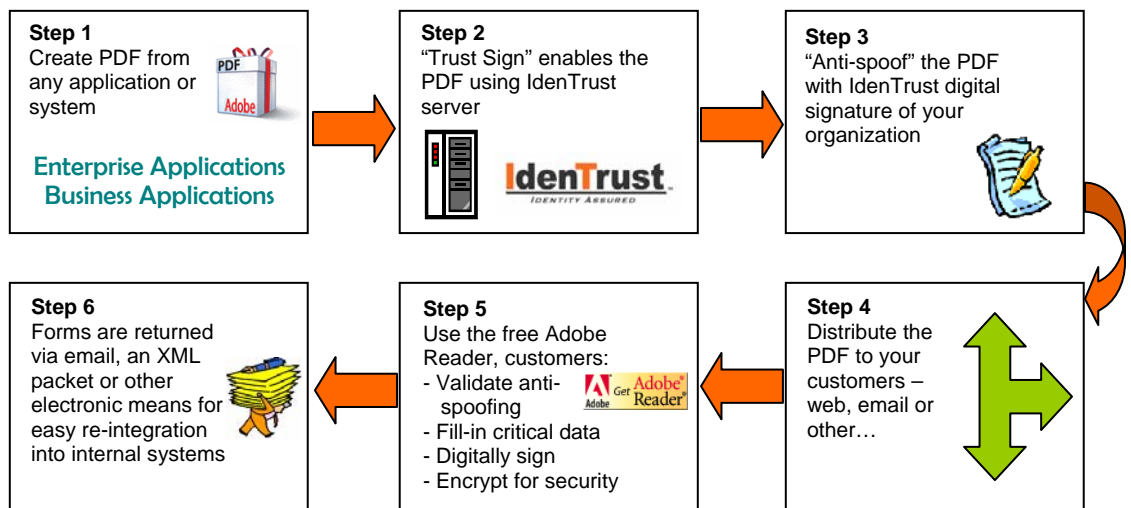 Step 1
Create PDF from
any application or
system
PDF
Adobe
Enterprise Applications
Business Applications
Step 2
“Trust Sign” enables the
PDF using IdenTrust
server
IdenTrust™
IDENTITY ASSURED
Step 3
“Anti-spoof” the PDF
with IdenTrust digital
signature of your
organization
Step 4
Distribute the
PDF to your
customers –
web, email or
other…
Step 5
Use the free Adobe
Reader, customers:
- Validate anti-
spoofing
- Fill-in critical data
- Digitally sign
- Encrypt for security
Adobe
Get Adobe®
Reader®
Step 6
Forms are returned
via email, an XML
packet or other
electronic means for
easy re-integration
into internal systems